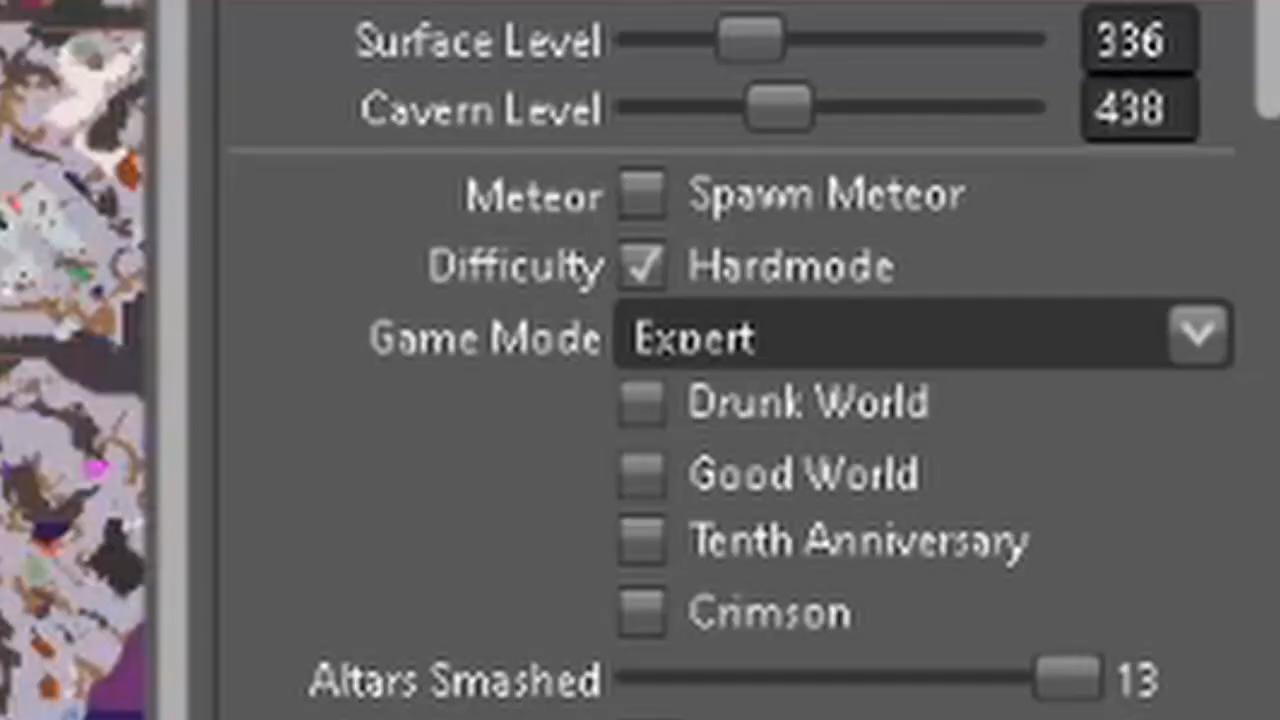 Surface Level 336
Cavern Level 438
Meteor Spawn Meteor
Difficulty Hardmode
Game Mode Expert
Drunk World
Good World
Tenth Anniversary
Crimson
Altars Smashed 13